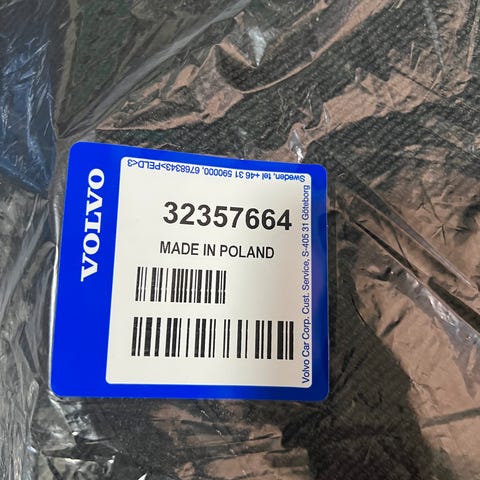 VOLVO
32357664
MADE IN POLAND
Volvo Car Corp. Cust. Service, S-405 31 Göteborg
Sweden, tel +46 31 590000, 6768343>PELD<3